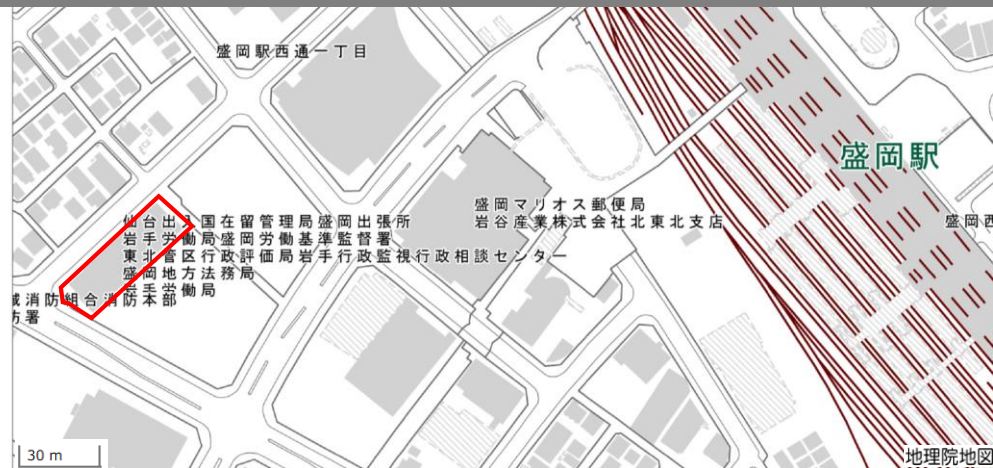 盛岡駅西通一丁目
盛岡駅
盛岡マリオス郵便局
岩谷産業株式会社北東北支店
盛岡西
仙台出入国在留管理局盛岡出張所
岩手労働局盛岡労働基準監督署
東北管区行政評価局岩手行政監視行政相談センター
盛岡地方法務局
岩手労働局
城消防組合消防本部
防署
30 m
地理院地図